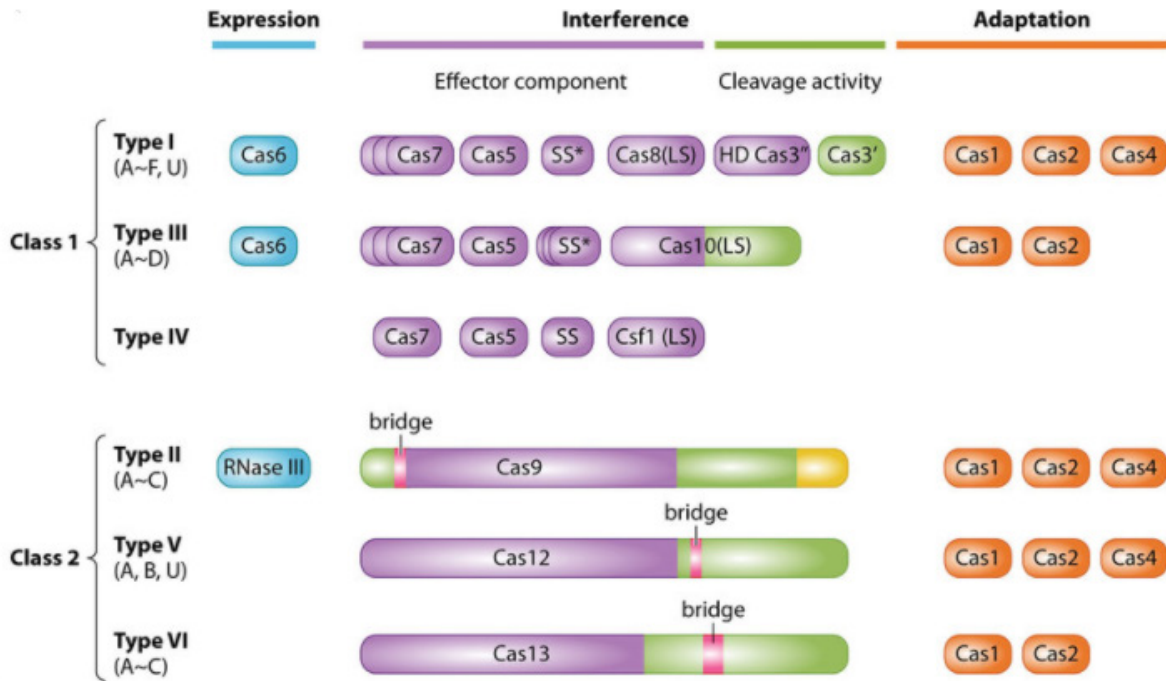 Expression Interference Adaptation
Effector component Cleavage activity
Class 1
Type I
(A~F, U)
Cas6 Cas7 Cas5 SS* Cas8(LS) HD Cas3″ Cas3′ Cas1 Cas2 Cas4
Type III
(A~D)
Cas6 Cas7 Cas5 SS* Cas10(LS) Cas1 Cas2
Type IV
Cas7 Cas5 SS Csf1 (LS)
Class 2
bridge
Type II
(A~C)
RNase III Cas9 Cas1 Cas2 Cas4
bridge
Type V
(A, B, U)
Cas12 Cas1 Cas2 Cas4
bridge
Type VI
(A~C)
Cas13 Cas1 Cas2